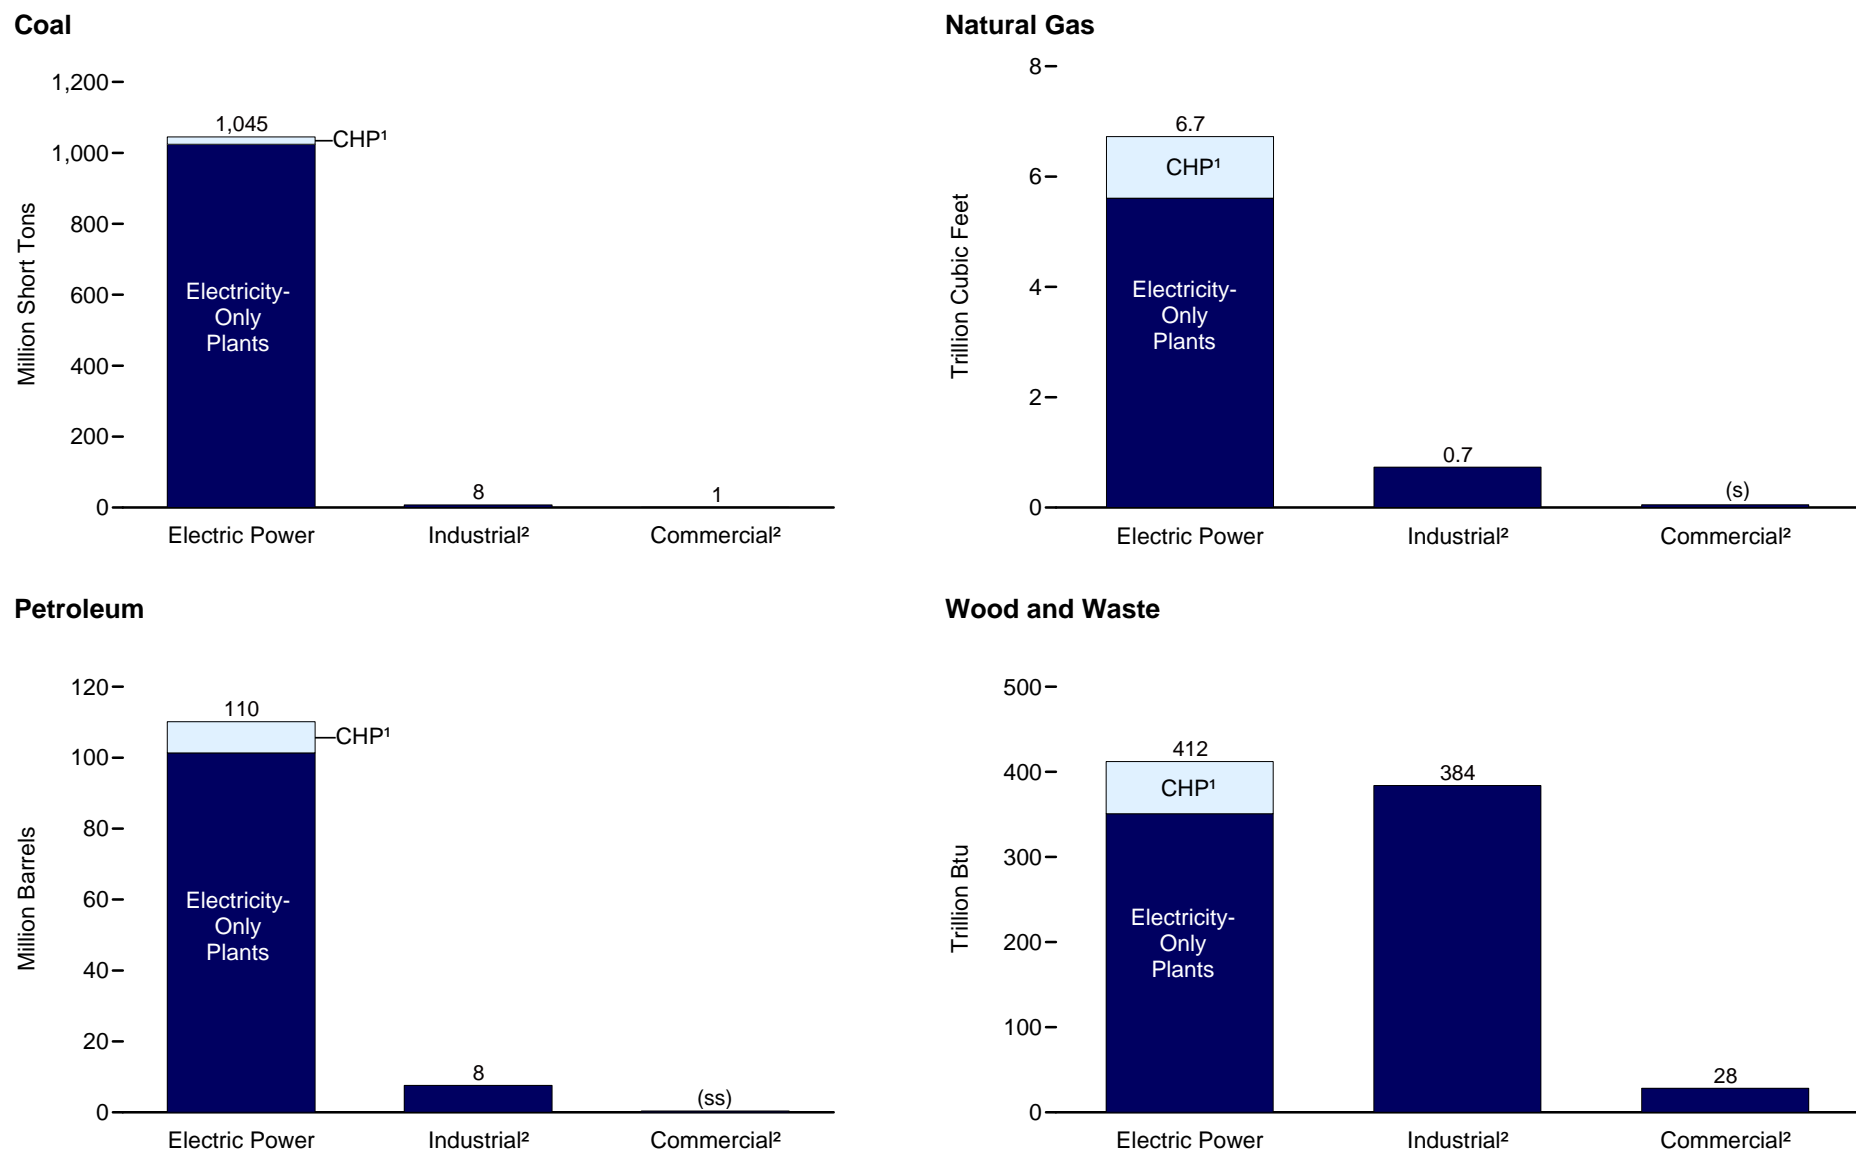 Coal
Million Short Tons
1,200
1,000
800
600
400
200
0
1,045
CHP¹
Electricity-
Only
Plants
8
1
Electric Power
Industrial²
Commercial²
Natural Gas
Trillion Cubic Feet
8
6
4
2
0
6.7
CHP¹
Electricity-
Only
Plants
0.7
(s)
Electric Power
Industrial²
Commercial²
Petroleum
Million Barrels
120
100
80
60
40
20
0
110
CHP¹
Electricity-
Only
Plants
8
(ss)
Electric Power
Industrial²
Commercial²
Wood and Waste
Trillion Btu
500
400
300
200
100
0
412
CHP¹
Electricity-
Only
Plants
384
28
Electric Power
Industrial²
Commercial²